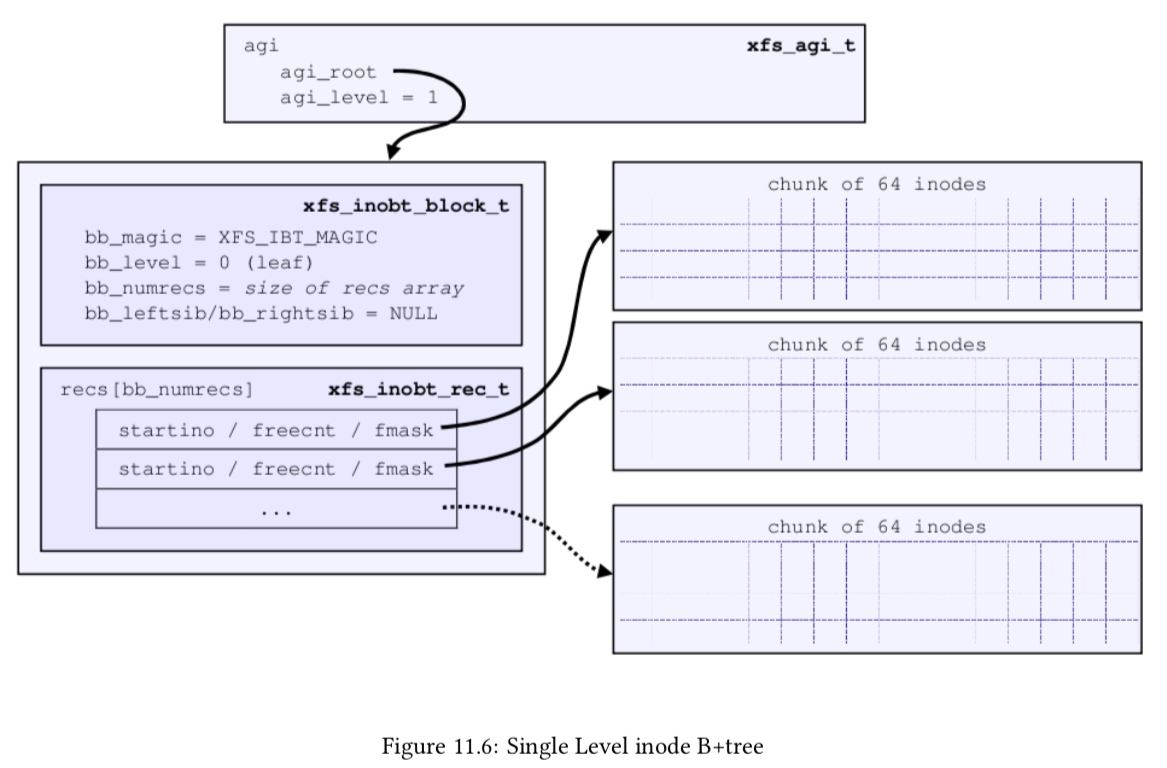 agi xfs_agi_t
agi_root
agi_level = 1
xfs_inobt_block_t
bb_magic = XFS_IBT_MAGIC
bb_level = 0 (leaf)
bb_numrecs = size of recs array
bb_leftsib/bb_rightsib = NULL
recs[bb_numrecs] xfs_inobt_rec_t
startino / freecnt / fmask
startino / freecnt / fmask
...
chunk of 64 inodes
chunk of 64 inodes
chunk of 64 inodes
Figure 11.6: Single Level inode B+tree